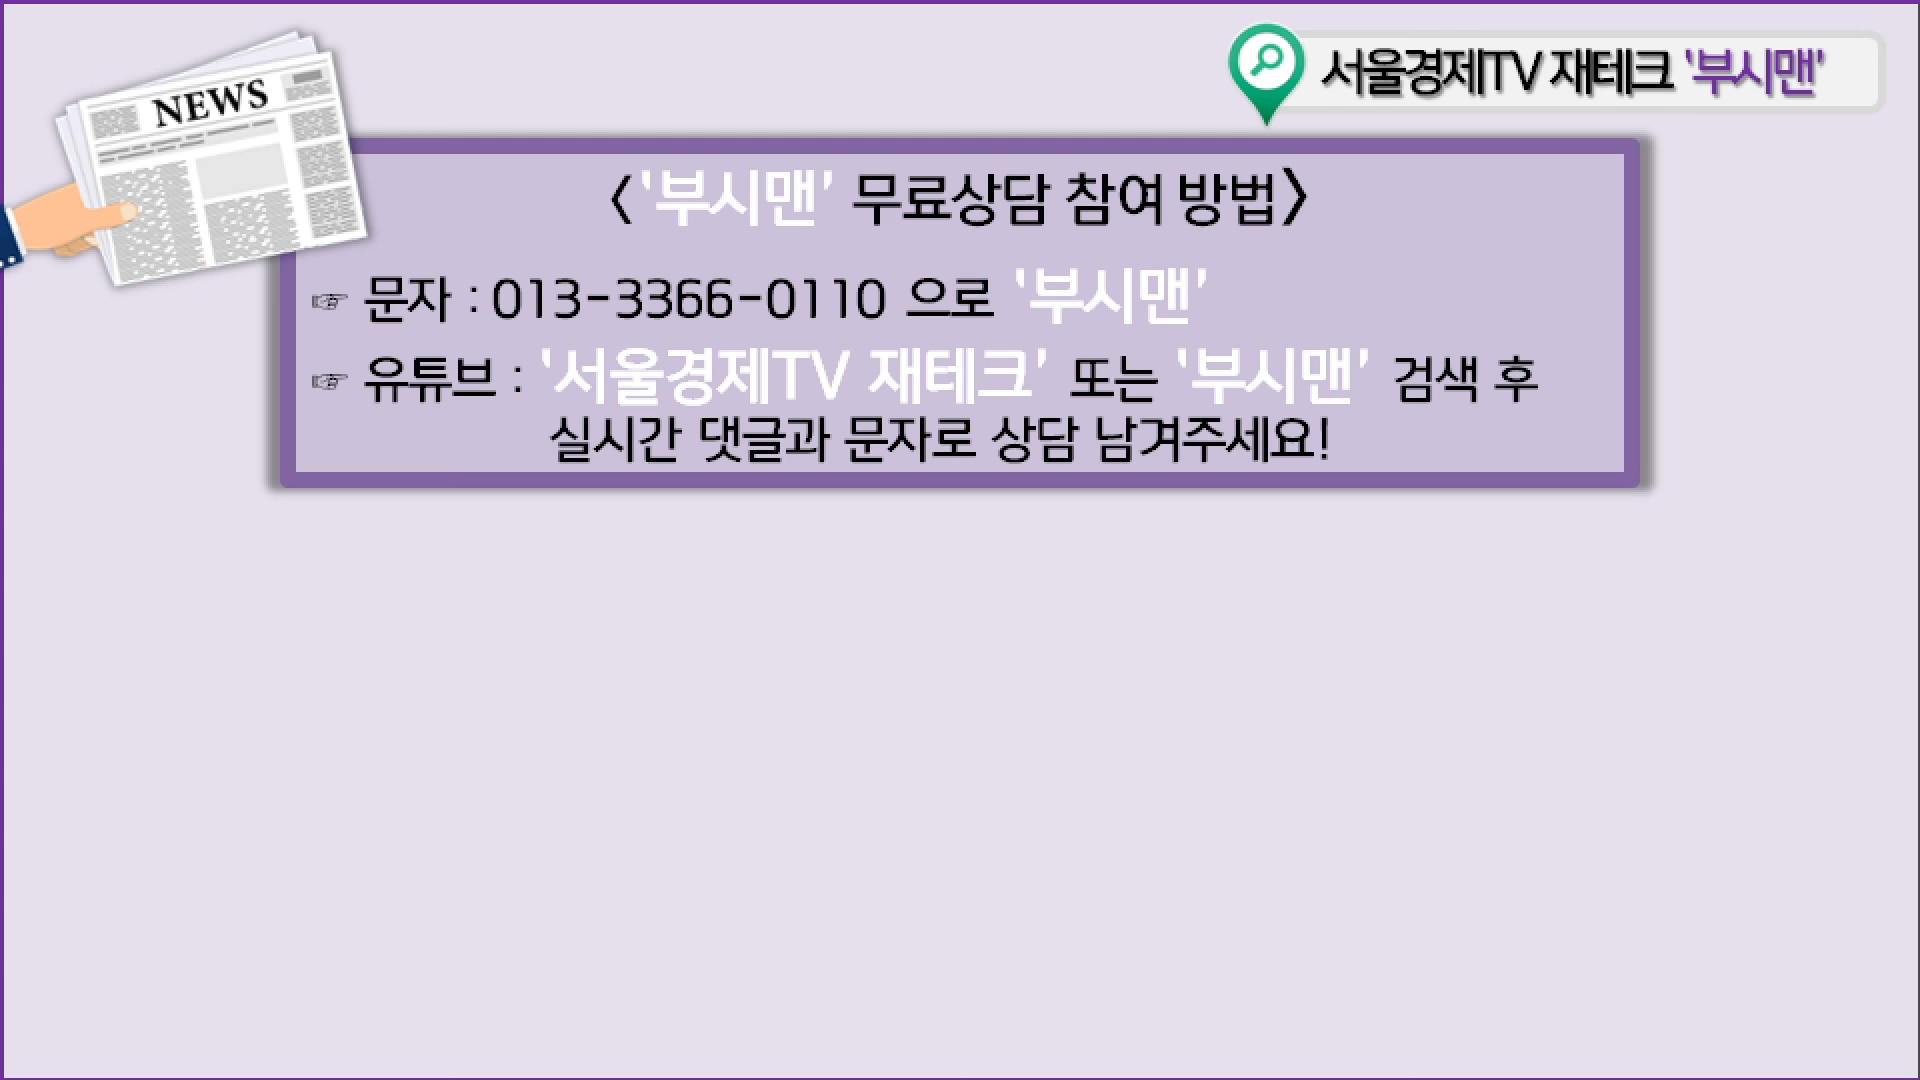 NEWS
서울경제TV 재테크 '부시맨'
〈'부시맨' 무료상담 참여 방법〉
☞ 문자 : 013-3366-0110 으로 '부시맨'
☞ 유튜브 : '서울경제TV 재테크' 또는 '부시맨' 검색 후
실시간 댓글과 문자로 상담 남겨주세요!